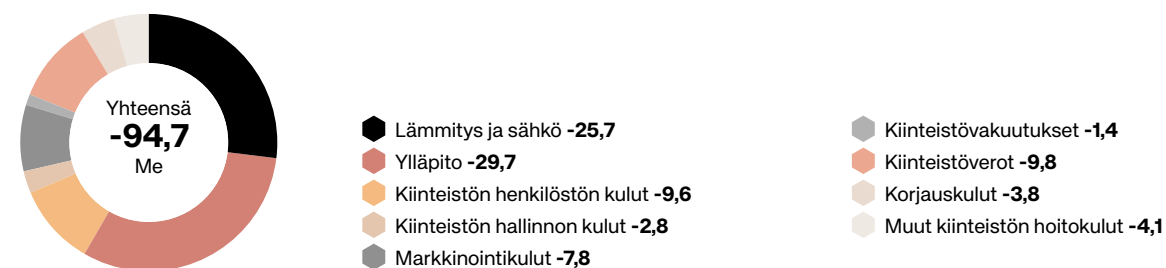 Yhteensä
-94,7
Me
Lämmitys ja sähkö -25,7
Ylläpito -29,7
Kiinteistön henkilöstön kulut -9,6
Kiinteistön hallinnon kulut -2,8
Markkinointikulut -7,8
Kiinteistövakuutukset -1,4
Kiinteistöverot -9,8
Korjauskulut -3,8
Muut kiinteistön hoitokulut -4,1